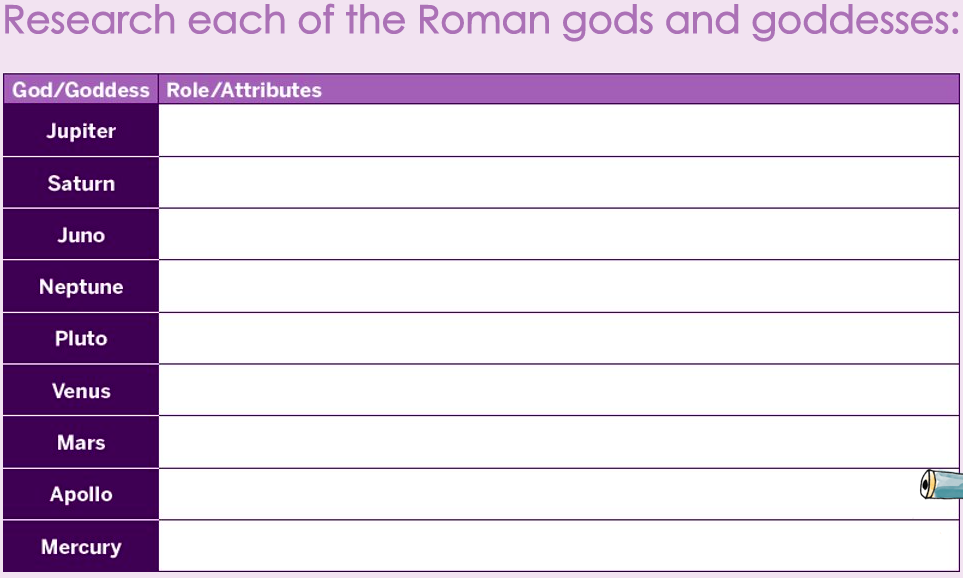 Research each of the Roman gods and goddesses:
God/Goddess Role/Attributes
Jupiter
Saturn
Juno
Neptune
Pluto
Venus
Mars
Apollo
Mercury